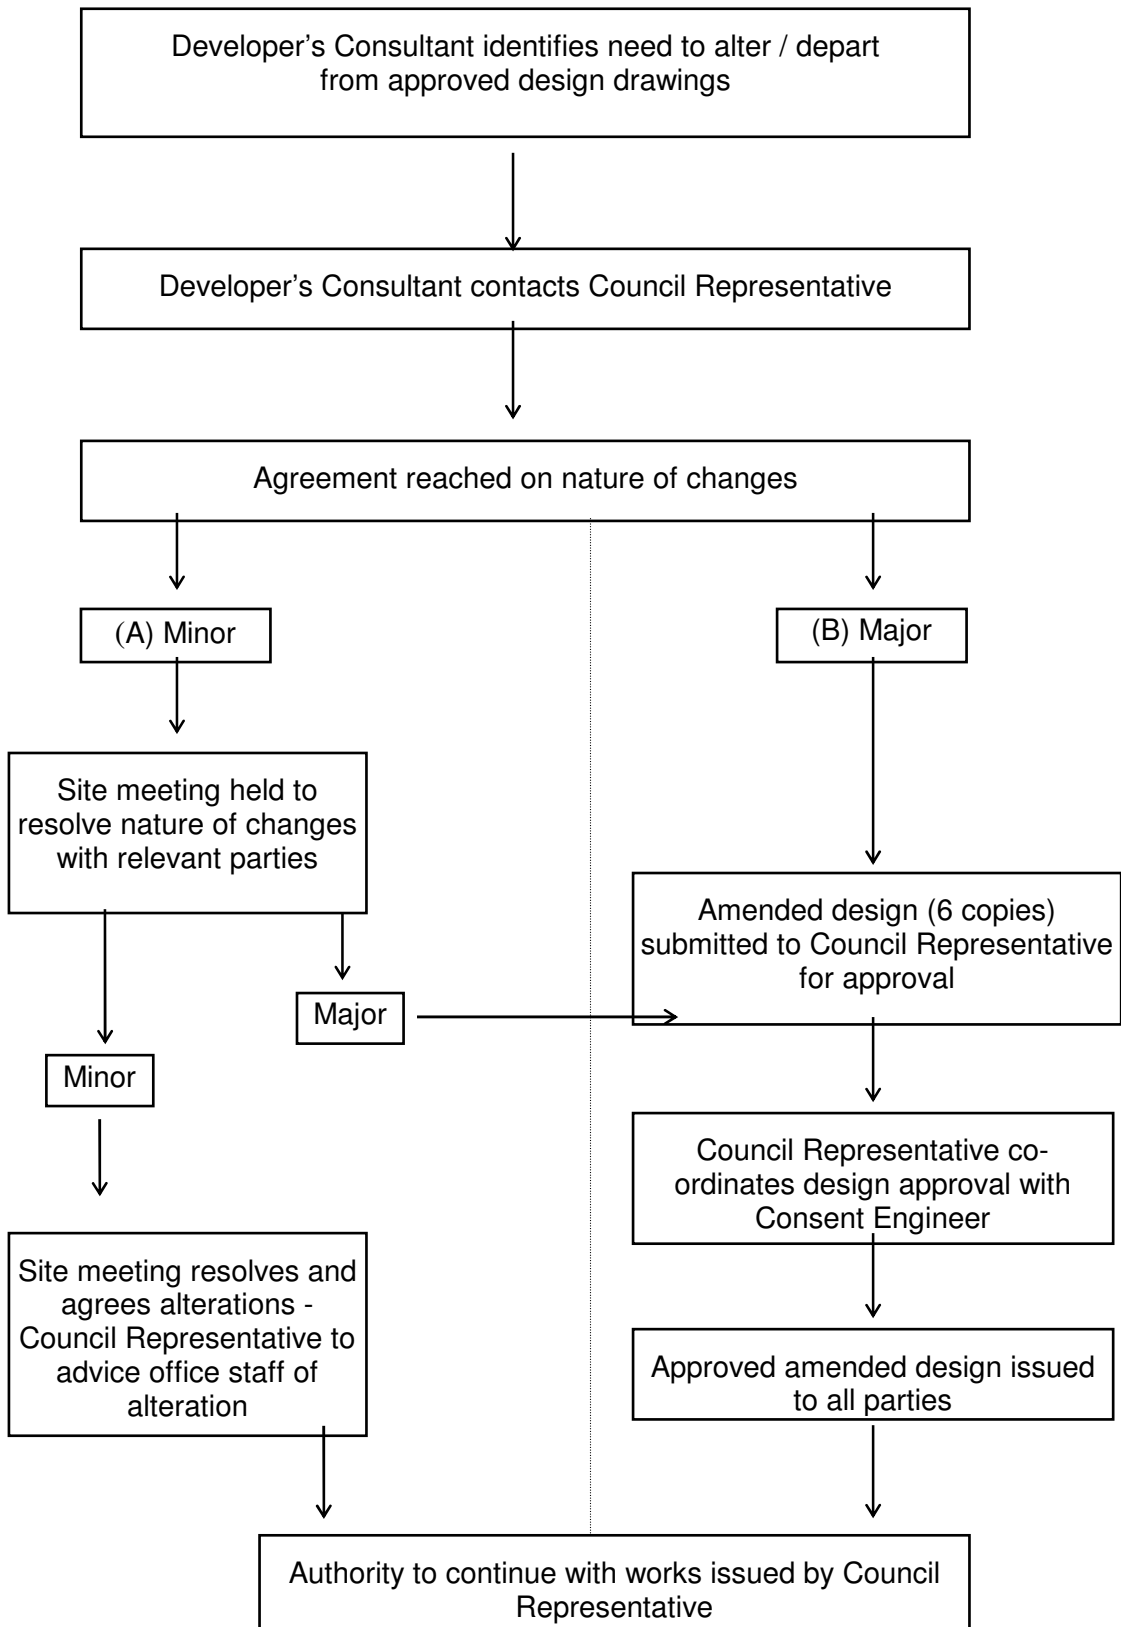 Developer’s Consultant identifies need to alter / depart
from approved design drawings
Developer’s Consultant contacts Council Representative
Agreement reached on nature of changes
(A) Minor
(B) Major
Site meeting held to
resolve nature of changes
with relevant parties
Amended design (6 copies)
submitted to Council Representative
for approval
Major
Minor
Council Representative co-
ordinates design approval with
Consent Engineer
Site meeting resolves and
agrees alterations -
Council Representative to
advice office staff of
alteration
Approved amended design issued
to all parties
Authority to continue with works issued by Council
Representative